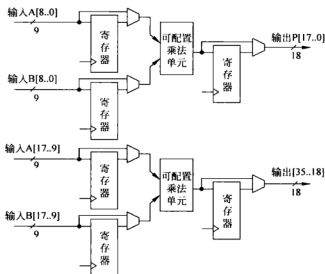 输入A[8..0]
9
寄存器
输入B[8..0]
9
寄存器
可配置乘法单元
寄存器
输出P[17..0]
18
输入A[17..9]
9
寄存器
输入B[17..9]
9
寄存器
可配置乘法单元
寄存器
输出[35..18]
18